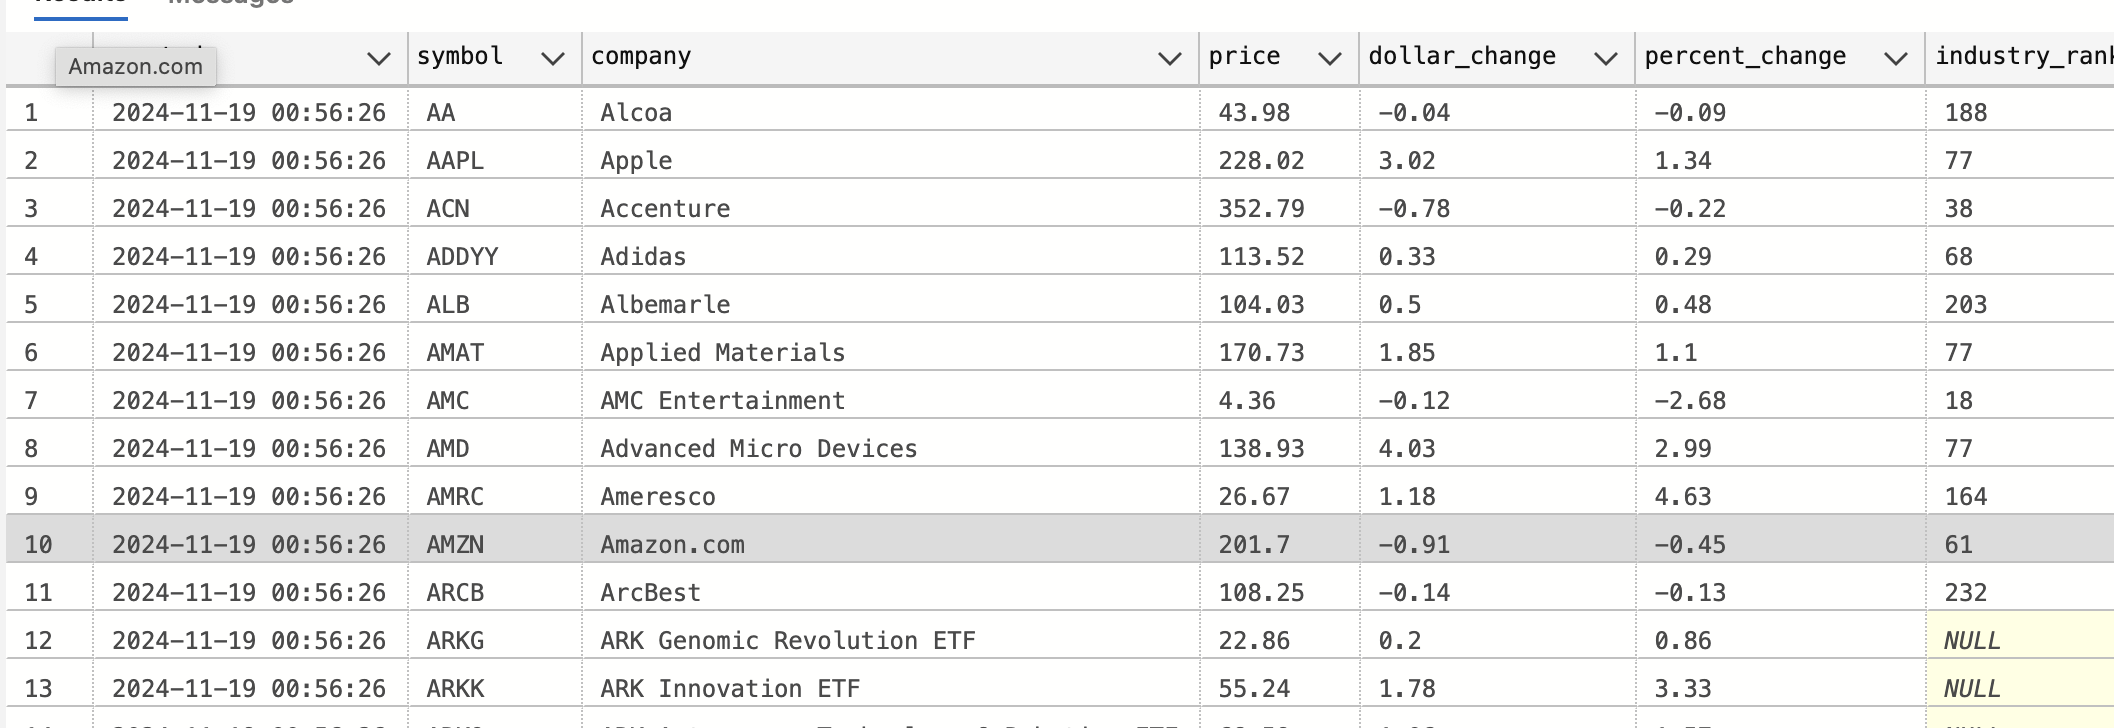 Results Messages
Amazon.com symbol company price dollar_change percent_change industry_rank
1 2024-11-19 00:56:26 AA Alcoa 43.98 -0.04 -0.09 188
2 2024-11-19 00:56:26 AAPL Apple 228.02 3.02 1.34 77
3 2024-11-19 00:56:26 ACN Accenture 352.79 -0.78 -0.22 38
4 2024-11-19 00:56:26 ADDYY Adidas 113.52 0.33 0.29 68
5 2024-11-19 00:56:26 ALB Albemarle 104.03 0.5 0.48 203
6 2024-11-19 00:56:26 AMAT Applied Materials 170.73 1.85 1.1 77
7 2024-11-19 00:56:26 AMC AMC Entertainment 4.36 -0.12 -2.68 18
8 2024-11-19 00:56:26 AMD Advanced Micro Devices 138.93 4.03 2.99 77
9 2024-11-19 00:56:26 AMRC Ameresco 26.67 1.18 4.63 164
10 2024-11-19 00:56:26 AMZN Amazon.com 201.7 -0.91 -0.45 61
11 2024-11-19 00:56:26 ARCB ArcBest 108.25 -0.14 -0.13 232
12 2024-11-19 00:56:26 ARKG ARK Genomic Revolution ETF 22.86 0.2 0.86 NULL
13 2024-11-19 00:56:26 ARKK ARK Innovation ETF 55.24 1.78 3.33 NULL